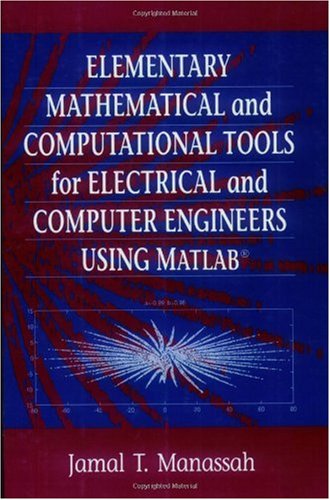 ELEMENTARY
MATHEMATICAL and
COMPUTATIONAL TOOLS
for ELECTRICAL and
COMPUTER ENGINEERS
USING MATLAB®
Jamal T. Manassah